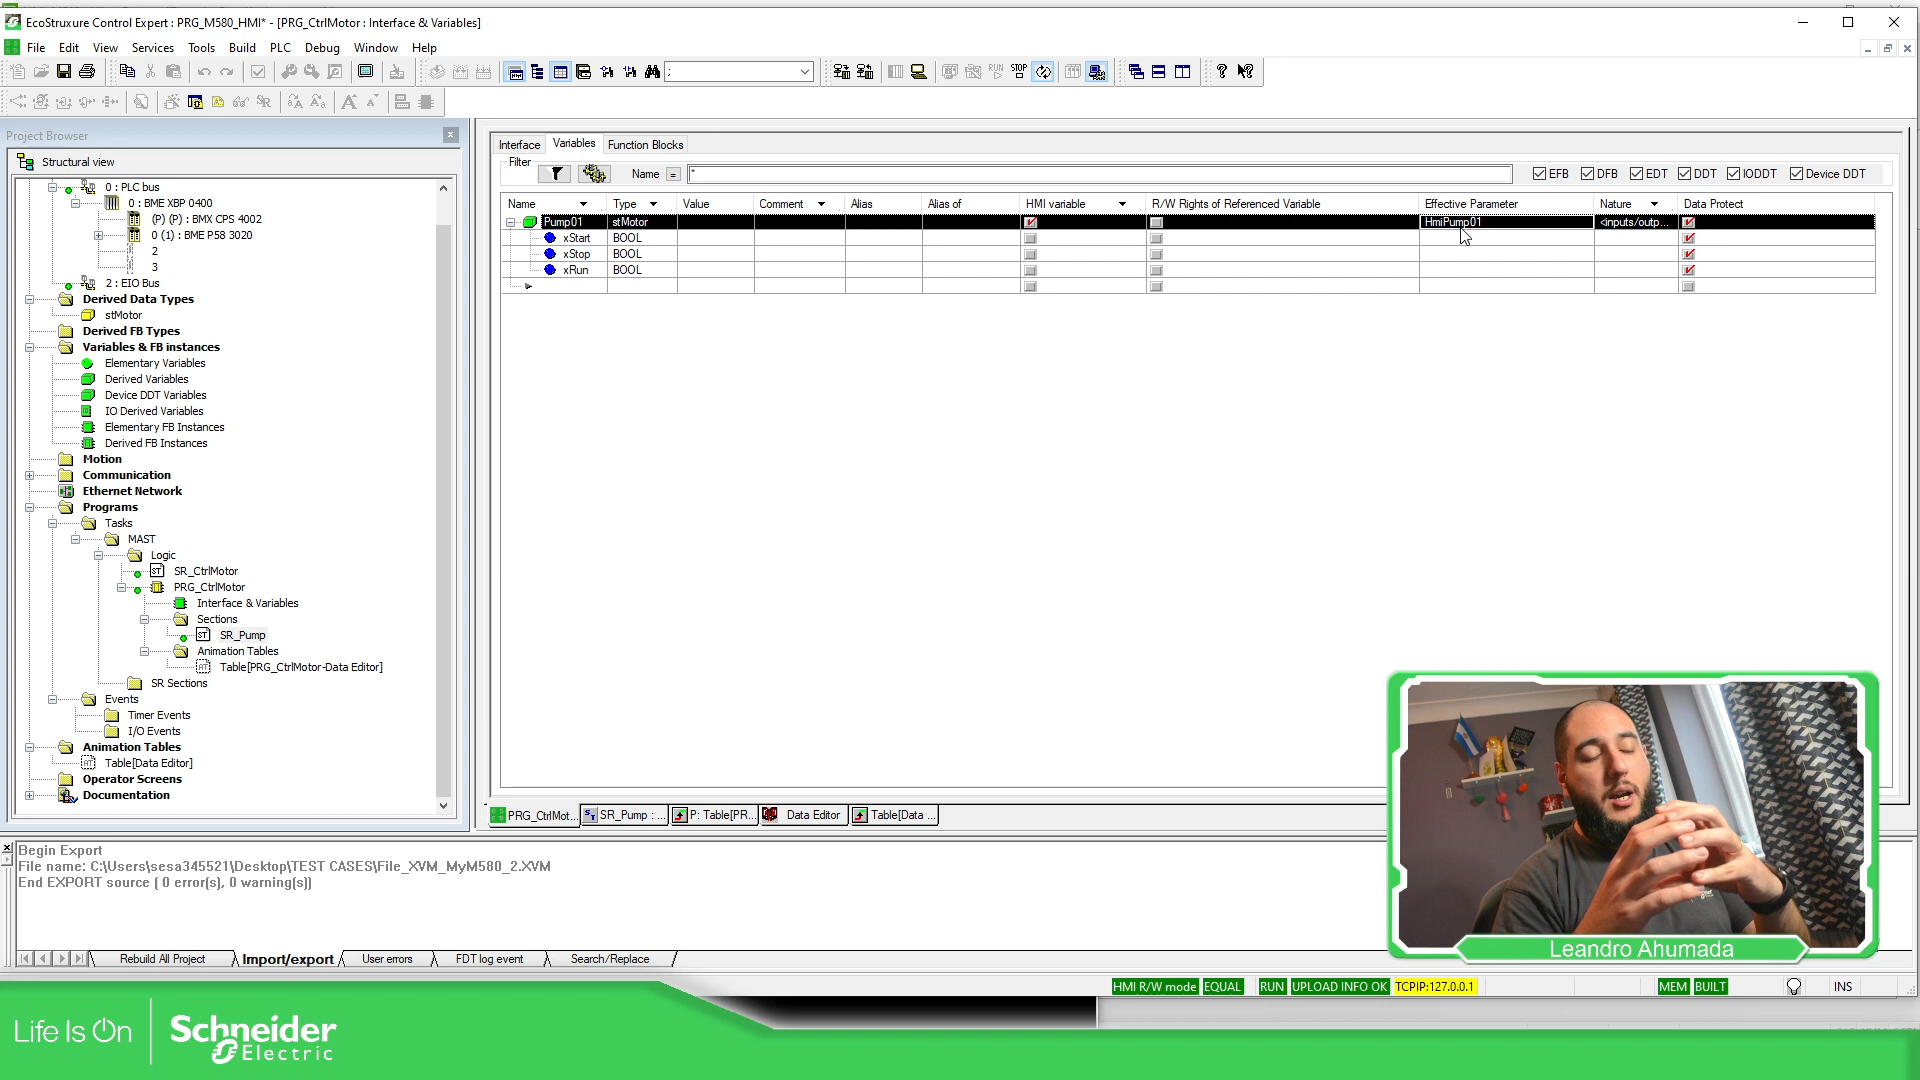 EcoStruxure Control Expert : PRG_M580_HMI* - [PRG_CtrlMotor : Interface & Variables]
File Edit View Services Tools Build PLC Debug Window Help
Project Browser
Structural view
0 : PLC bus
0 : BME XBP 0400
(P) (P) : BMX CPS 4002
0 (1) : BME P58 3020
2
3
2 : EIO Bus
Derived Data Types
stMotor
Derived FB Types
Variables & FB instances
Elementary Variables
Derived Variables
Device DDT Variables
IO Derived Variables
Elementary FB Instances
Derived FB Instances
Motion
Communication
Ethernet Network
Programs
Tasks
MAST
Logic
SR_CtrlMotor
PRG_CtrlMotor
Interface & Variables
Sections
SR_Pump
Animation Tables
Table[PRG_CtrlMotor-Data Editor]
SR Sections
Events
Timer Events
I/O Events
Animation Tables
Table[Data Editor]
Operator Screens
Documentation
Interface Variables Function Blocks
Filter
Name = * EFB DFB EDT DDT IODDT Device DDT
Name Type Value Comment Alias Alias of HMI variable R/W Rights of Referenced Variable Effective Parameter Nature Data Protect
Pump01 stMotor HmiPump01 <inputs/outp...
xStart BOOL
xStop BOOL
xRun BOOL
PRG_CtrlMot... SR_Pump : ... P: Table[PR... Data Editor Table[Data ...
Begin Export
File name: C:\Users\sesa345521\Desktop\TEST CASES\File_XVM_MyM580_2.XVM
End EXPORT source ( 0 error(s), 0 warning(s))
Rebuild All Project Import/export User errors FDT log event Search/Replace
Leandro Ahumada
HMI R/W mode EQUAL RUN UPLOAD INFO OK TCPIP:127.0.0.1 MEM BUILT INS
Life Is On Schneider Electric